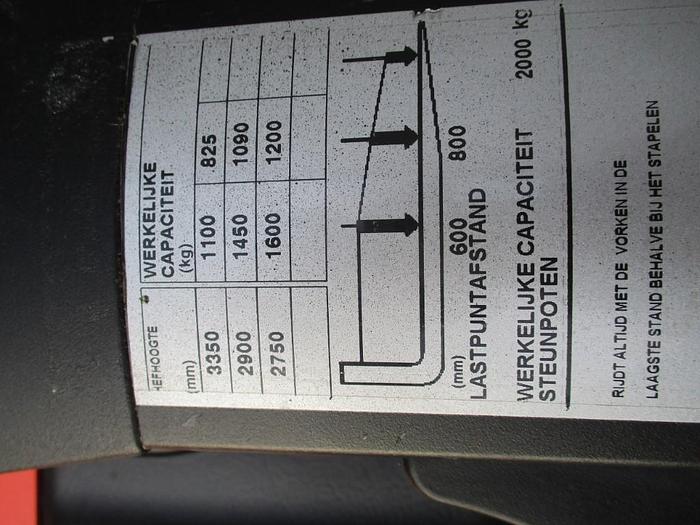 HEFHOOGTE WERKELIJKE
CAPACITEIT
(mm) (kg)
3350 1100 825
2900 1450 1090
2750 1600 1200
(mm) 600 800
LASTPUNTAFSTAND
WERKELIJKE CAPACITEIT 2000 kg
STEUNPOTEN
RIJDT ALTIJD MET DE VORKEN IN DE
LAAGSTE STAND BEHALVE BIJ HET STAPELEN